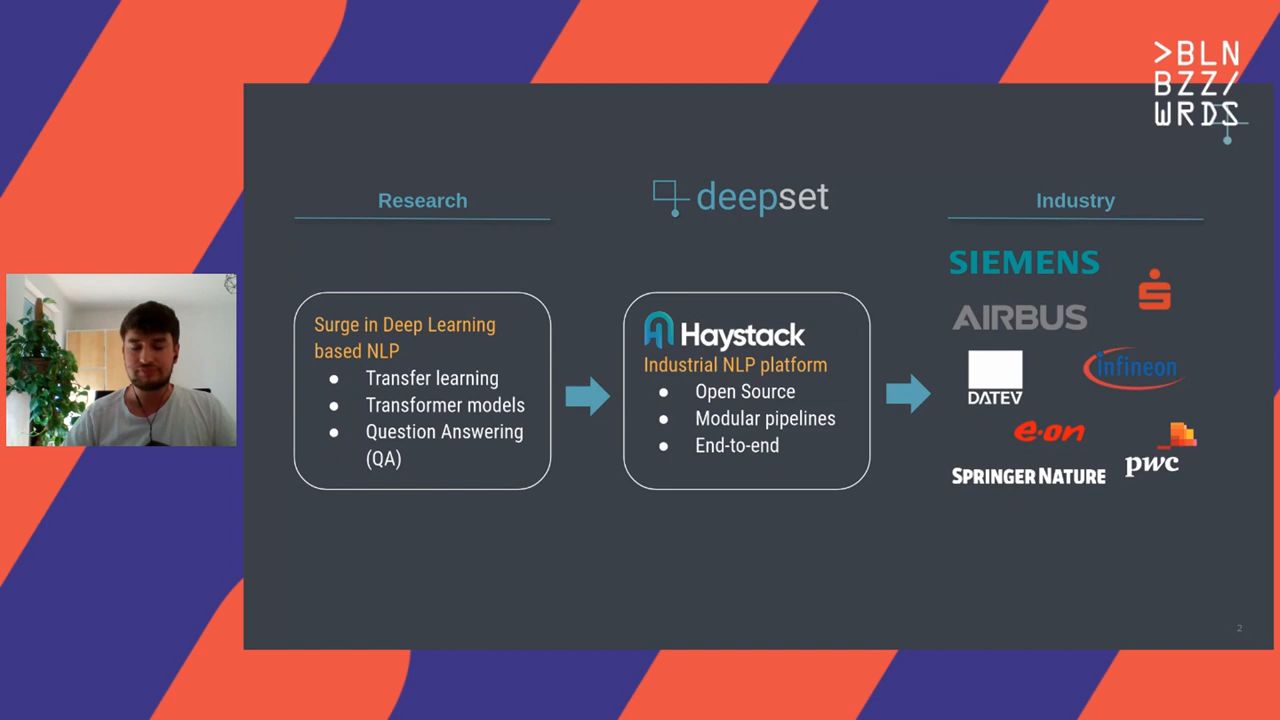 >BLN
BZZ/
WRDS
Research
deepset
Industry
Surge in Deep Learning
based NLP
● Transfer learning
● Transformer models
● Question Answering
(QA)
Haystack
Industrial NLP platform
● Open Source
● Modular pipelines
● End-to-end
SIEMENS
S
AIRBUS
DATEV
infineon
e·on
pwc
SPRINGER NATURE
2